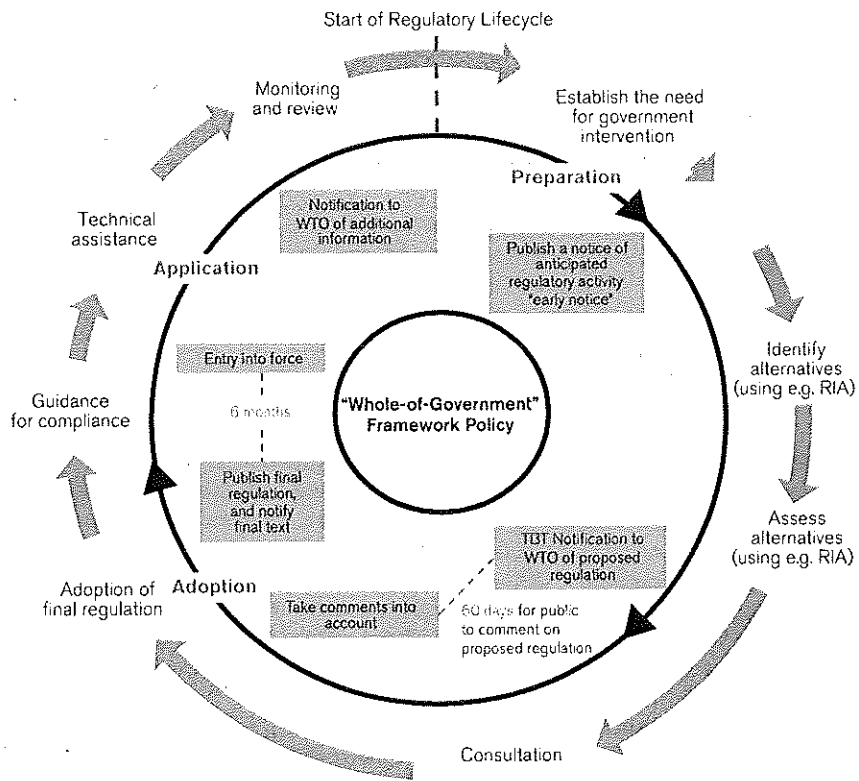 Start of Regulatory Lifecycle
Monitoring
and review
Establish the need
for government
intervention
Preparation
Notification to
WTO of additional
information
Technical
assistance
Publish a notice of
anticipated
regulatory activity
"early notice"
Application
Entry into force
Identify
alternatives
(using e.g. RIA)
"Whole-of-Government"
Framework Policy
Guidance
for compliance
6 months
Publish final
regulation,
and notify
final text
Assess
alternatives
(using e.g. RIA)
TBT Notification to
WTO of proposed
regulation
Adoption of
final regulation
Adoption
Take comments into
account
60 days for public
to comment on
proposed regulation
Consultation